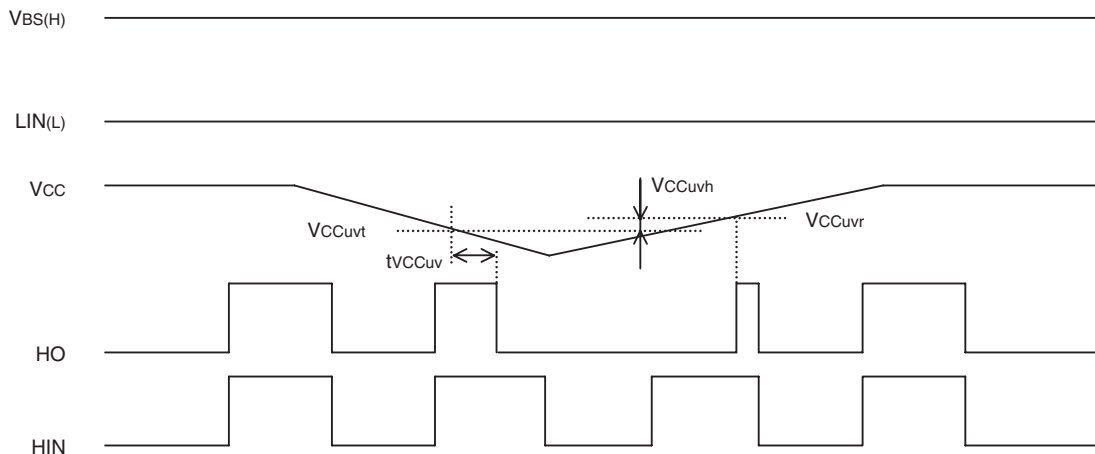 VBS(H)
LIN(L)
VCC
VCCuvh
VCCuvt
VCCuvr
tVCCuv
HO
HIN